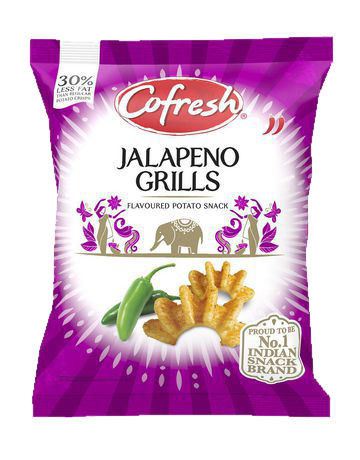 30%
LESS FAT
THAN REGULAR
POTATO CRISPS
Cofresh®
JALAPENO
GRILLS
FLAVOURED POTATO SNACK
PROUD TO BE
No.1
INDIAN
SNACK
BRAND